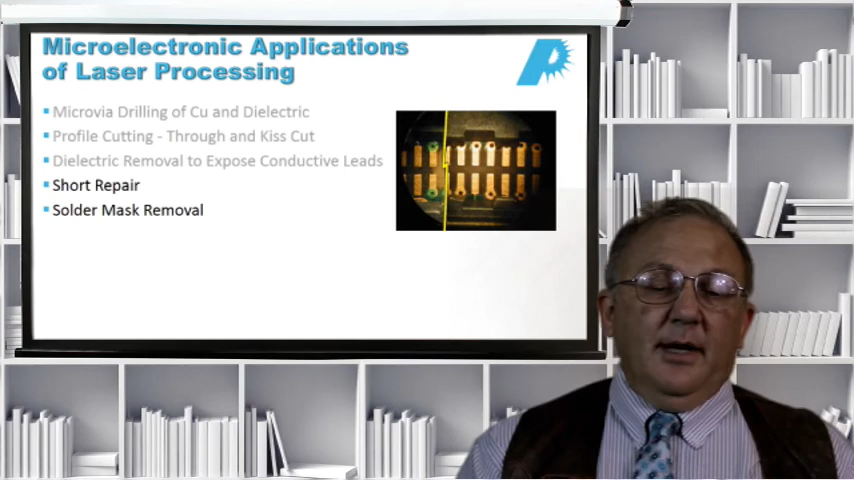 Microelectronic Applications
of Laser Processing
P
Microvia Drilling of Cu and Dielectric
Profile Cutting - Through and Kiss Cut
Dielectric Removal to Expose Conductive Leads
Short Repair
Solder Mask Removal